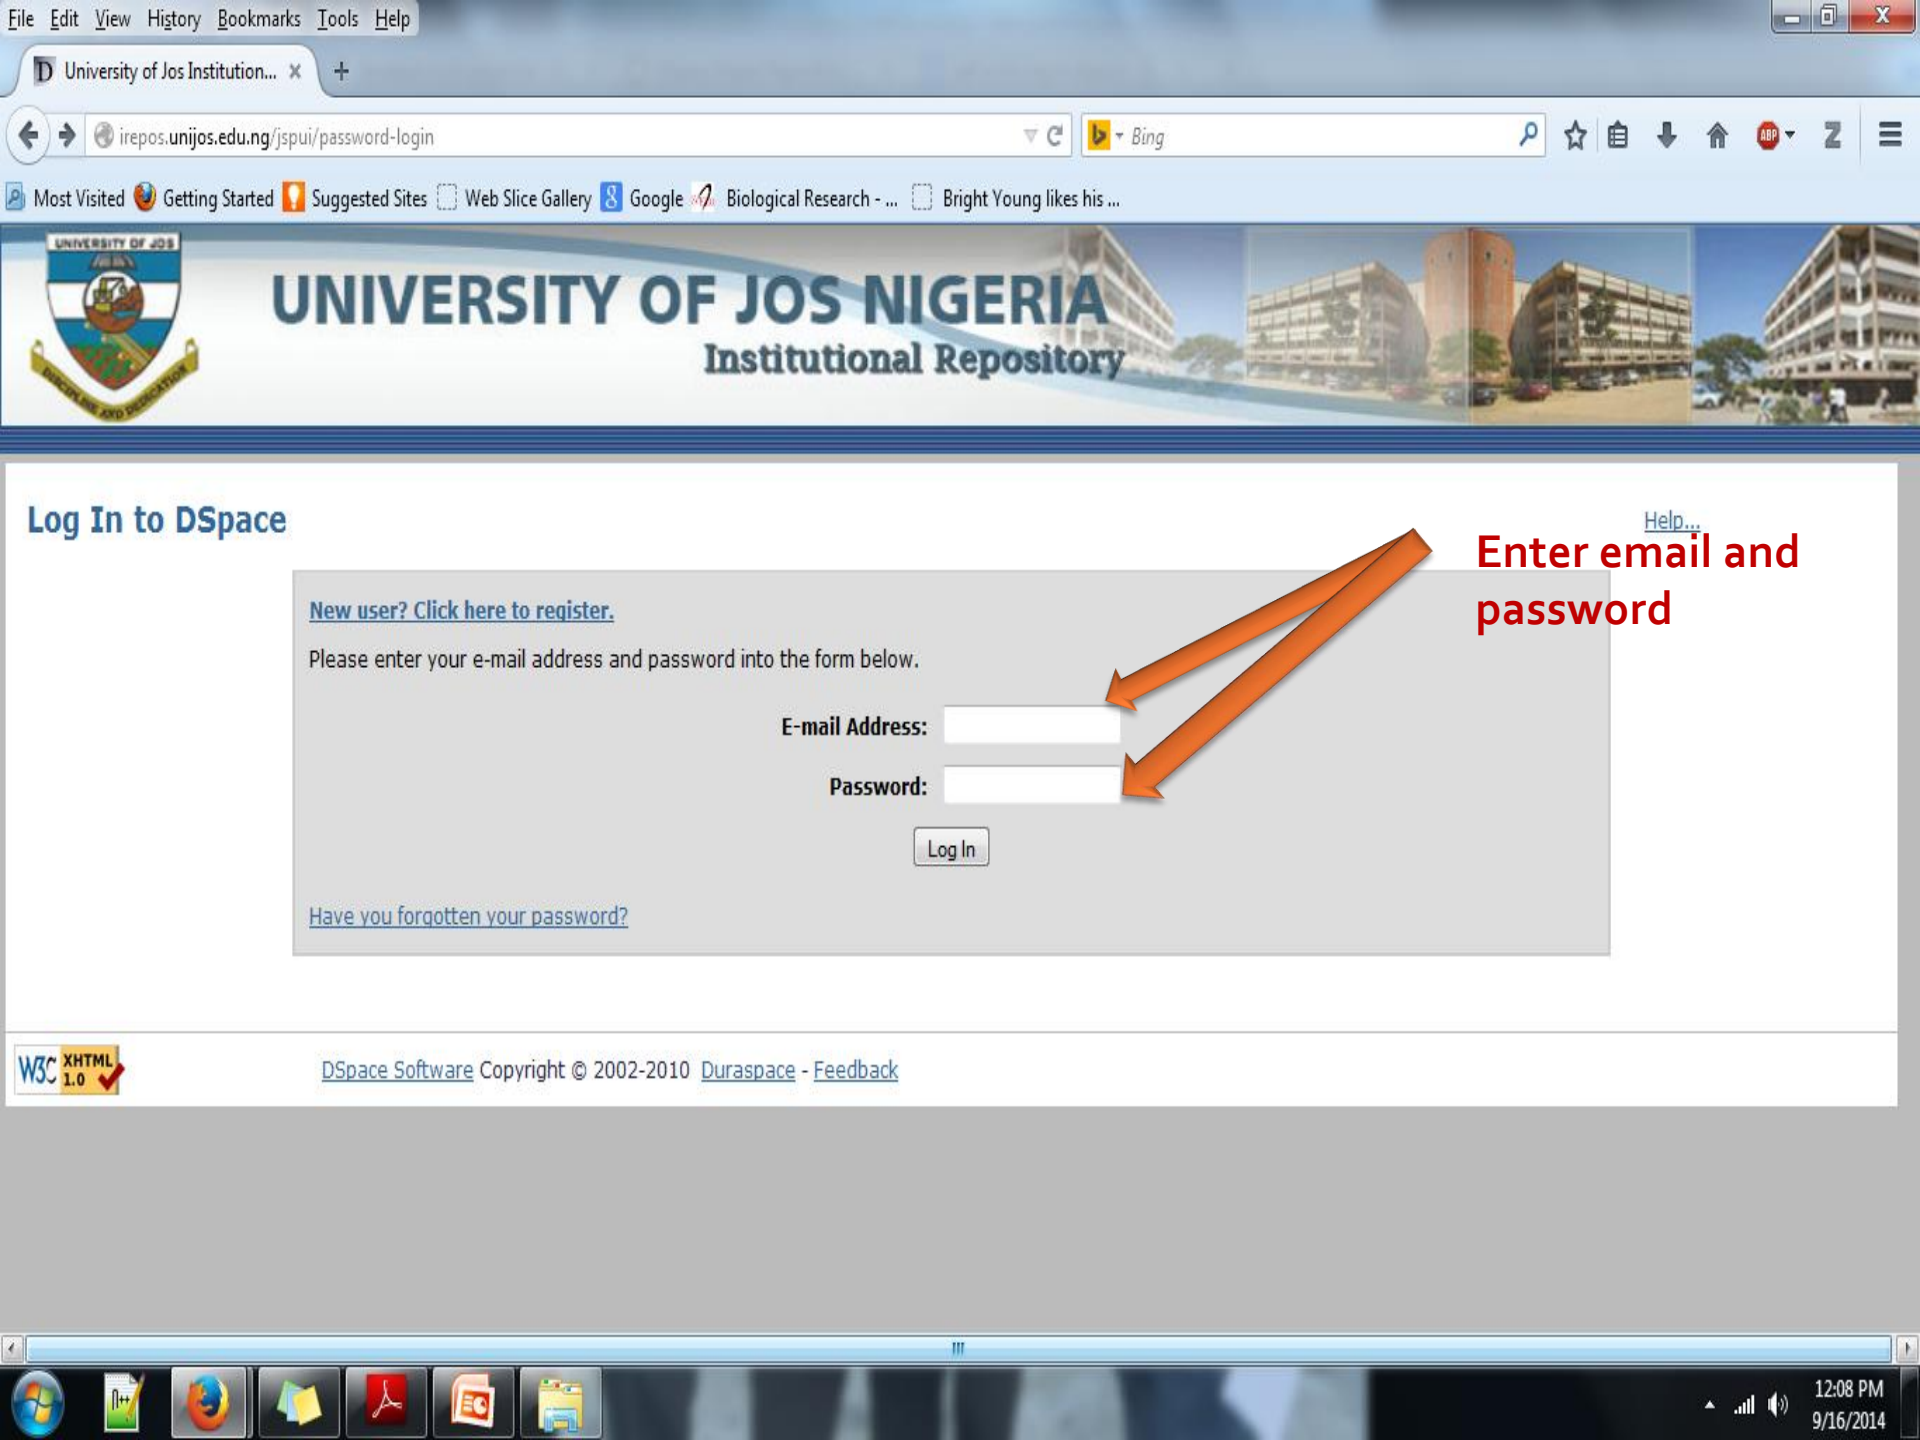 File Edit View History Bookmarks Tools Help
University of Jos Institution...
irepos.unijos.edu.ng/jspui/password-login
Bing
ABP
Z
Most Visited Getting Started Suggested Sites Web Slice Gallery 8 Google Biological Research - ... Bright Young likes his ...
UNIVERSITY OF JOS
UNIVERSITY OF JOS NIGERIA
Institutional Repository
DISCIPLINE AND DEDICATION
Log In to DSpace
Help...
Enter email and
password
New user? Click here to register.
Please enter your e-mail address and password into the form below.
E-mail Address:
Password:
Log In
Have you forgotten your password?
W3C XHTML
1.0
DSpace Software Copyright © 2002-2010 Duraspace - Feedback
12:08 PM
9/16/2014